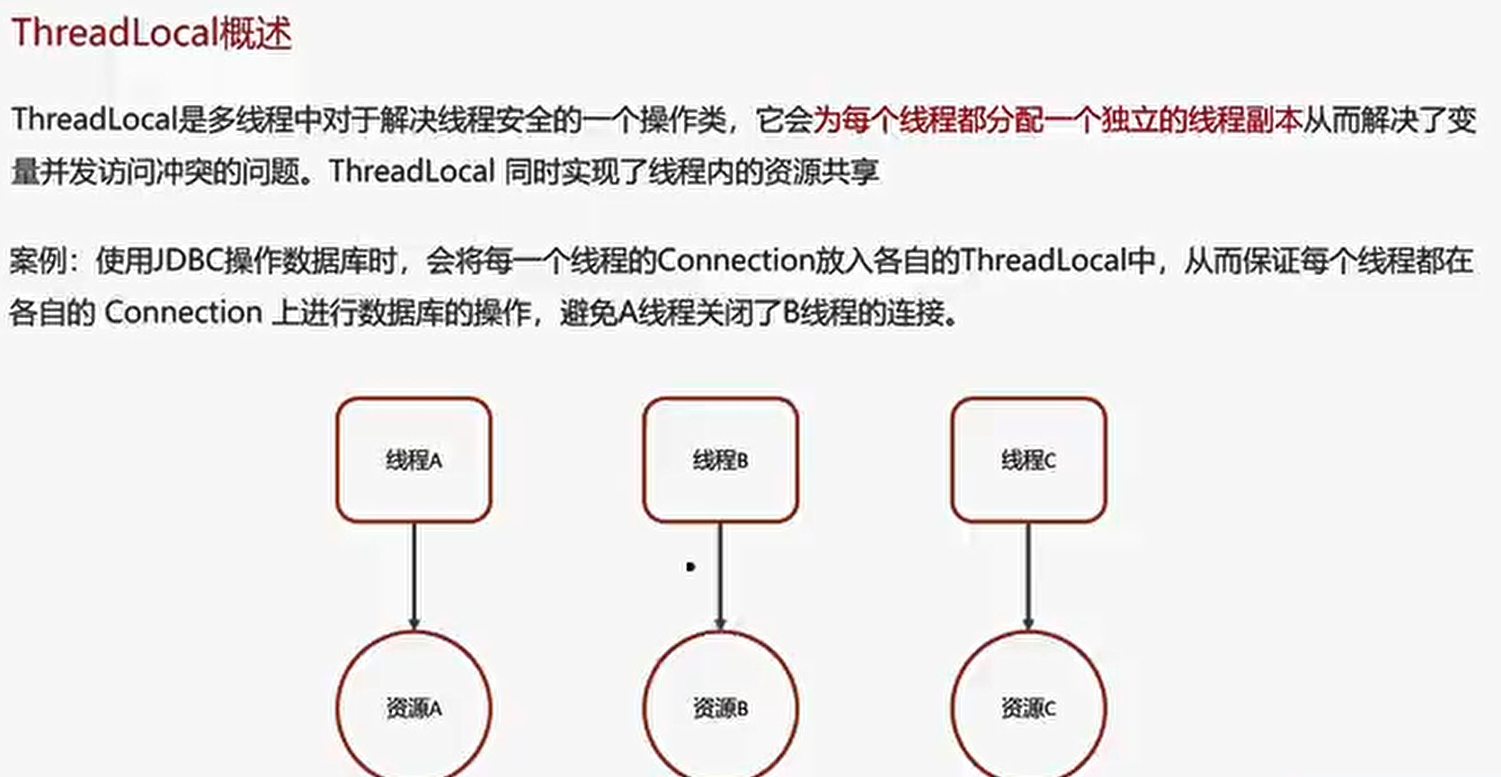 ThreadLocal概述
ThreadLocal是多线程中对于解决线程安全的一个操作类，它会为每个线程都分配一个独立的线程副本从而解决了变
量并发访问冲突的问题。ThreadLocal 同时实现了线程内的资源共享
案例：使用JDBC操作数据库时，会将每一个线程的Connection放入各自的ThreadLocal中，从而保证每个线程都在
各自的 Connection 上进行数据库的操作，避免A线程关闭了B线程的连接。
线程A
线程B
线程C
资源A
资源B
资源C